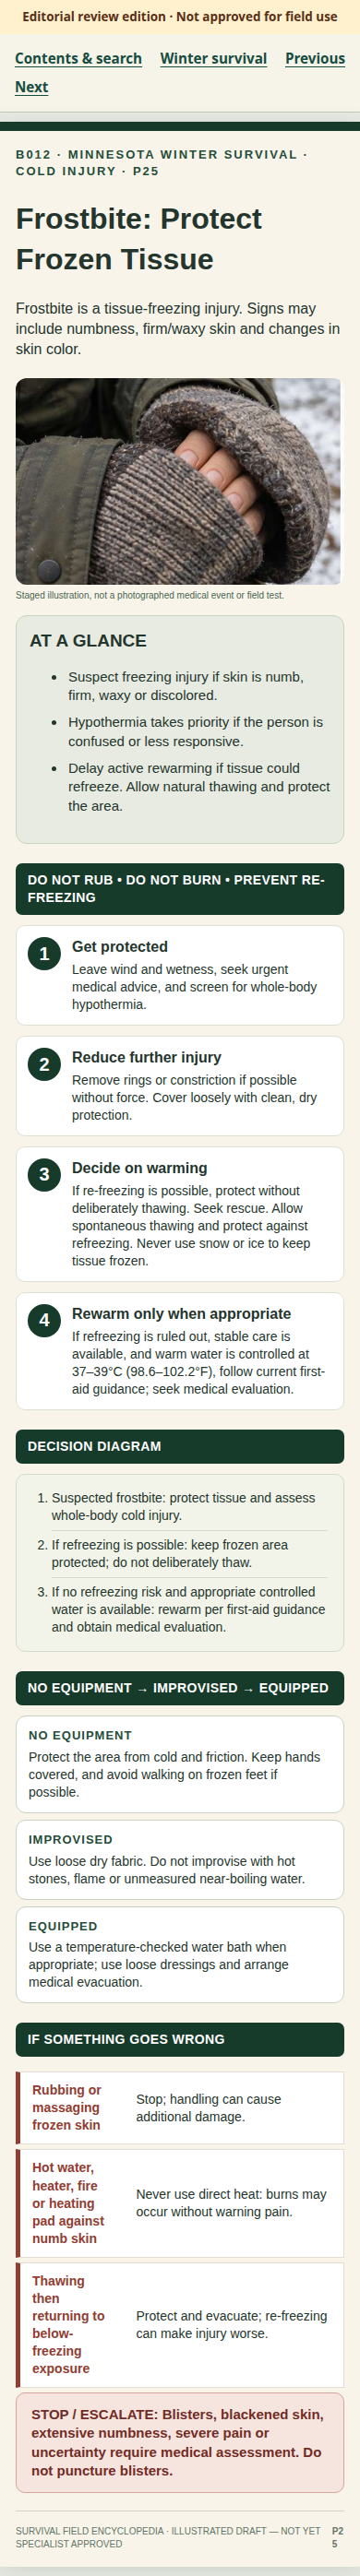 Editorial review edition · Not approved for field use
Contents & search Winter survival Previous
Next
B012 · MINNESOTA WINTER SURVIVAL ·
COLD INJURY · P25
Frostbite: Protect
Frozen Tissue
Frostbite is a tissue-freezing injury. Signs may
include numbness, firm/waxy skin and changes in
skin color.
Staged illustration, not a photographed medical event or field test.
AT A GLANCE
• Suspect freezing injury if skin is numb,
firm, waxy or discolored.
• Hypothermia takes priority if the person is
confused or less responsive.
• Delay active rewarming if tissue could
refreeze. Allow natural thawing and protect
the area.
DO NOT RUB • DO NOT BURN • PREVENT RE-
FREEZING
1 Get protected
Leave wind and wetness, seek urgent
medical advice, and screen for whole-body
hypothermia.
2 Reduce further injury
Remove rings or constriction if possible
without force. Cover loosely with clean, dry
protection.
3 Decide on warming
If re-freezing is possible, protect without
deliberately thawing. Seek rescue. Allow
spontaneous thawing and protect against
refreezing. Never use snow or ice to keep
tissue frozen.
4 Rewarm only when appropriate
If refreezing is ruled out, stable care is
available, and warm water is controlled at
37–39°C (98.6–102.2°F), follow current first-
aid guidance; seek medical evaluation.
DECISION DIAGRAM
1. Suspected frostbite: protect tissue and assess
whole-body cold injury.
2. If refreezing is possible: keep frozen area
protected; do not deliberately thaw.
3. If no refreezing risk and appropriate controlled
water is available: rewarm per first-aid guidance
and obtain medical evaluation.
NO EQUIPMENT → IMPROVISED → EQUIPPED
NO EQUIPMENT
Protect the area from cold and friction. Keep hands
covered, and avoid walking on frozen feet if
possible.
IMPROVISED
Use loose dry fabric. Do not improvise with hot
stones, flame or unmeasured near-boiling water.
EQUIPPED
Use a temperature-checked water bath when
appropriate; use loose dressings and arrange
medical evacuation.
IF SOMETHING GOES WRONG
Rubbing or
massaging
frozen skin
Stop; handling can cause
additional damage.
Hot water,
heater, fire
or heating
pad against
numb skin
Never use direct heat: burns may
occur without warning pain.
Thawing
then
returning to
below-
freezing
exposure
Protect and evacuate; re-freezing
can make injury worse.
STOP / ESCALATE: Blisters, blackened skin,
extensive numbness, severe pain or
uncertainty require medical assessment. Do
not puncture blisters.
SURVIVAL FIELD ENCYCLOPEDIA · ILLUSTRATED DRAFT — NOT YET
SPECIALIST APPROVED
P2
5